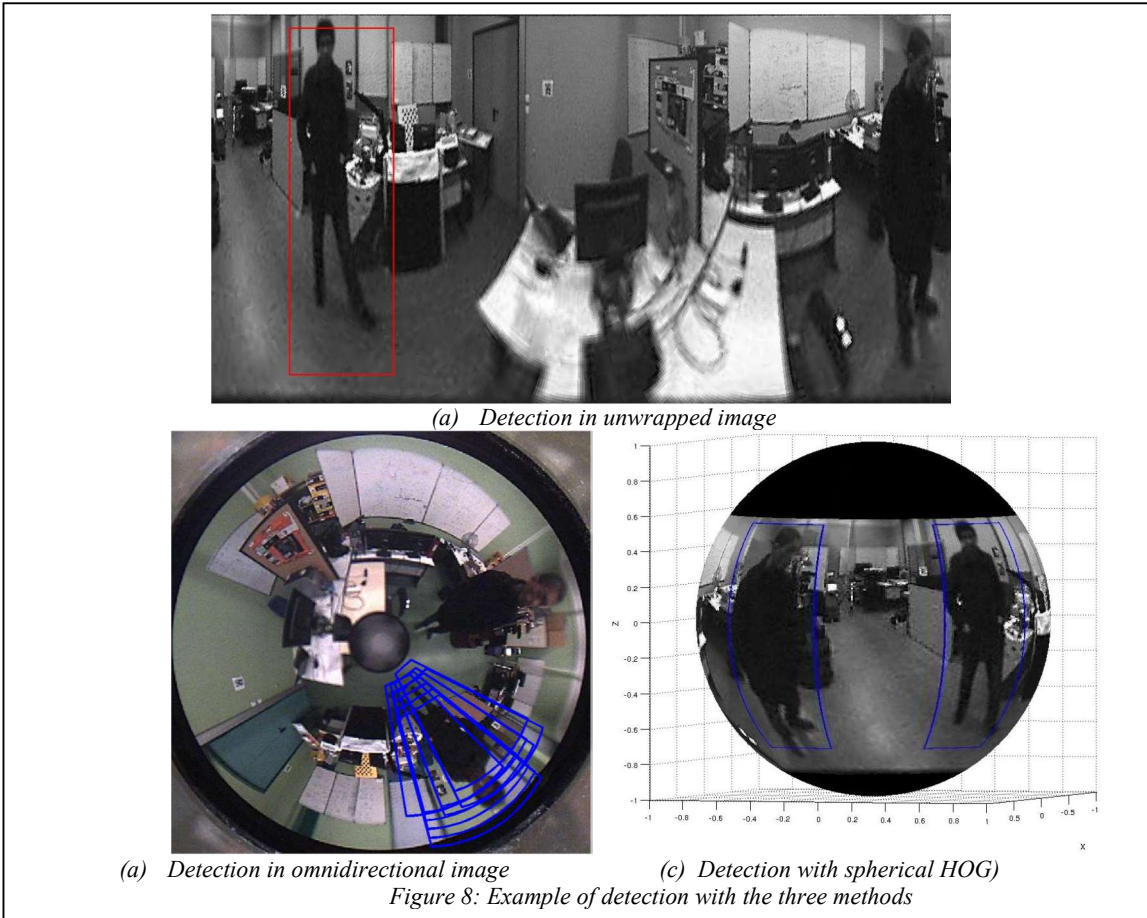 (a) Detection in unwrapped image
1
0.8
0.6
0.4
0.2
0
-0.2
-0.4
-0.6
-0.8
-1
Z
-1 -0.8 -0.6 -0.4 -0.2 0 0.2 0.4 0.6 0.8 1 0.5 0 -0.5 -1
x
(a) Detection in omnidirectional image (c) Detection with spherical HOG)
Figure 8: Example of detection with the three methods